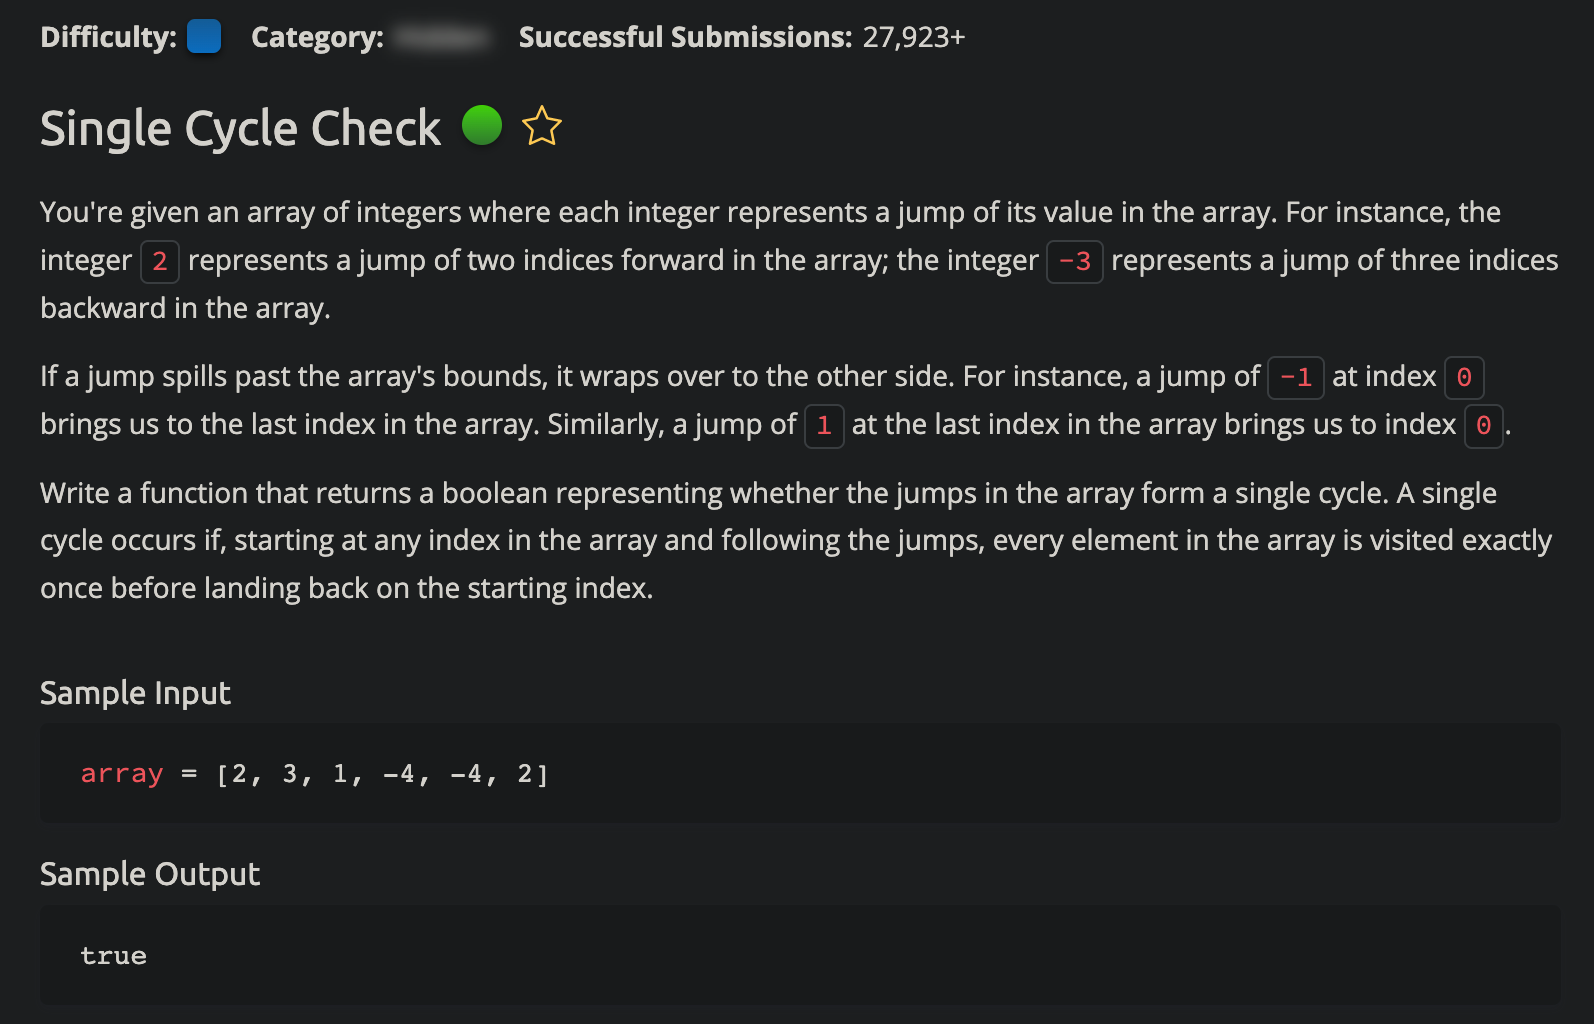 Difficulty: Category: Successful Submissions: 27,923+
Single Cycle Check
You're given an array of integers where each integer represents a jump of its value in the array. For instance, the
integer 2 represents a jump of two indices forward in the array; the integer -3 represents a jump of three indices
backward in the array.
If a jump spills past the array's bounds, it wraps over to the other side. For instance, a jump of -1 at index 0
brings us to the last index in the array. Similarly, a jump of 1 at the last index in the array brings us to index 0.
Write a function that returns a boolean representing whether the jumps in the array form a single cycle. A single
cycle occurs if, starting at any index in the array and following the jumps, every element in the array is visited exactly
once before landing back on the starting index.
Sample Input
array = [2, 3, 1, -4, -4, 2]
Sample Output
true